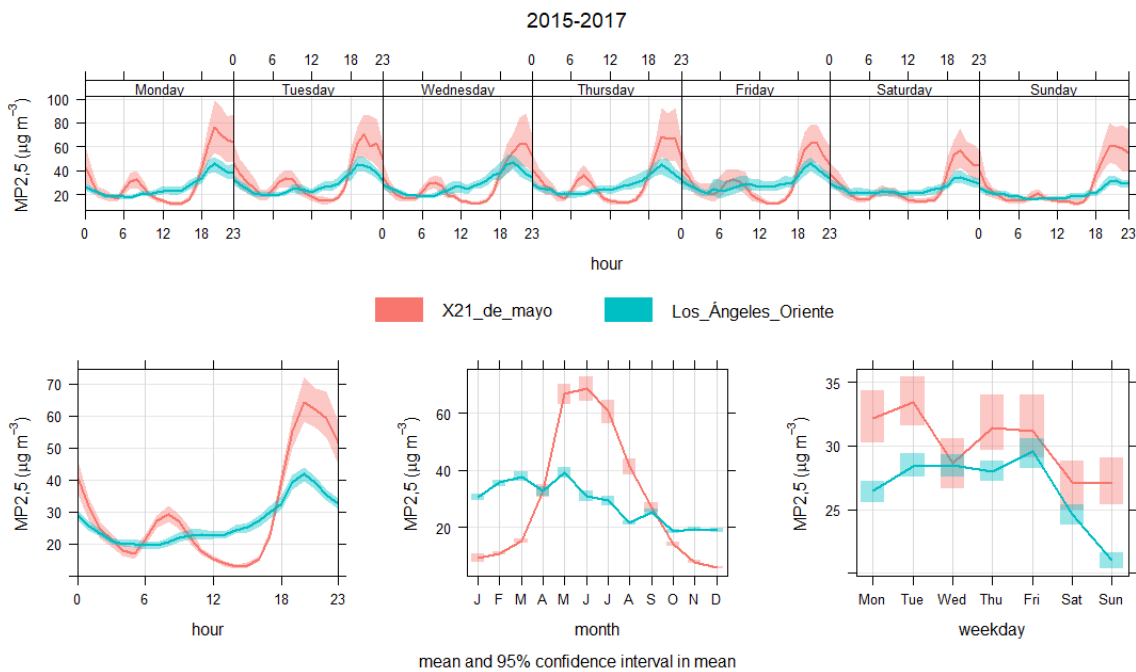 2015-2017
0 6 12 18 23 0 6 12 18 23 0 6 12 18 23
Monday Tuesday Wednesday Thursday Friday Saturday Sunday
MP2,5 (µg m⁻³)
100
80
60
40
20
0 6 12 18 23 0 6 12 18 23 0 6 12 18 23 0 6 12 18 23
hour
X21_de_mayo Los_Ángeles_Oriente
MP2,5 (µg m⁻³)
70
60
50
40
30
20
0 6 12 18 23
hour
MP2,5 (µg m⁻³)
60
40
20
J F M A M J J A S O N D
month
MP2,5 (µg m⁻³)
35
30
25
Mon Tue Wed Thu Fri Sat Sun
weekday
mean and 95% confidence interval in mean